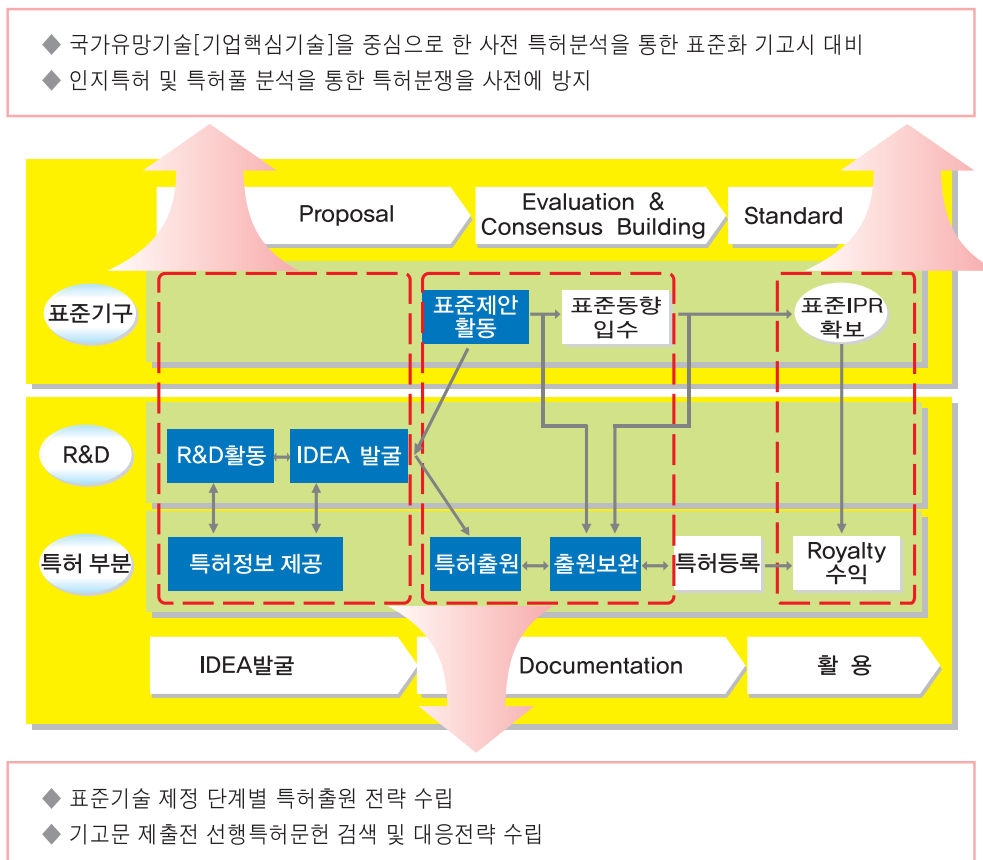 ◆ 국가유망기술[기업핵심기술]을 중심으로 한 사전 특허분석을 통한 표준화 기고시 대비
◆ 인지특허 및 특허풀 분석을 통한 특허분쟁을 사전에 방지
Proposal
Evaluation &
Consensus Building
Standard
표준기구
표준제안
활동
표준동향
입수
표준IPR
확보
R&D
R&D활동
IDEA 발굴
특허 부분
특허정보 제공
특허출원
출원보완
특허등록
Royalty
수익
IDEA발굴
Documentation
활 용
◆ 표준기술 제정 단계별 특허출원 전략 수립
◆ 기고문 제출전 선행특허문헌 검색 및 대응전략 수립